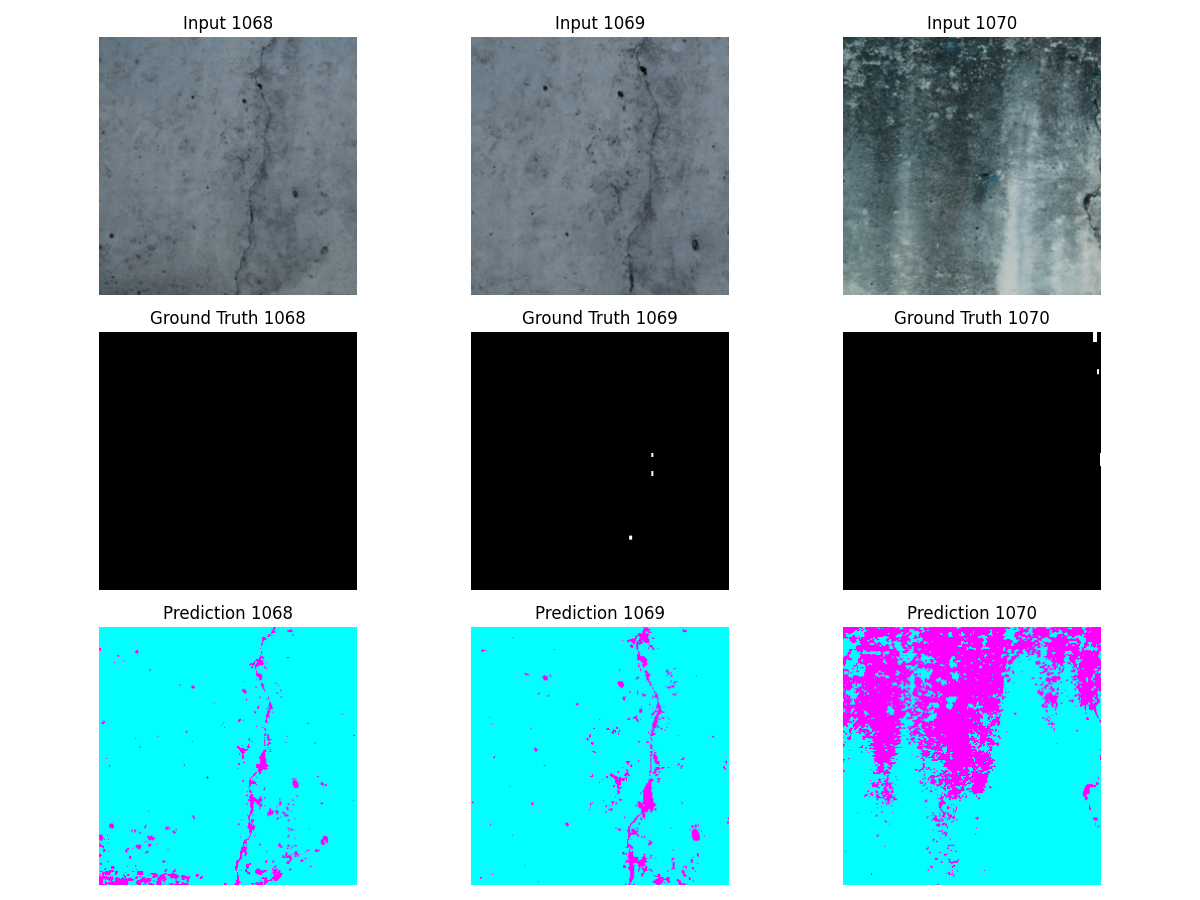 Input 1068
Input 1069
Input 1070
Ground Truth 1068
Ground Truth 1069
Ground Truth 1070
Prediction 1068
Prediction 1069
Prediction 1070